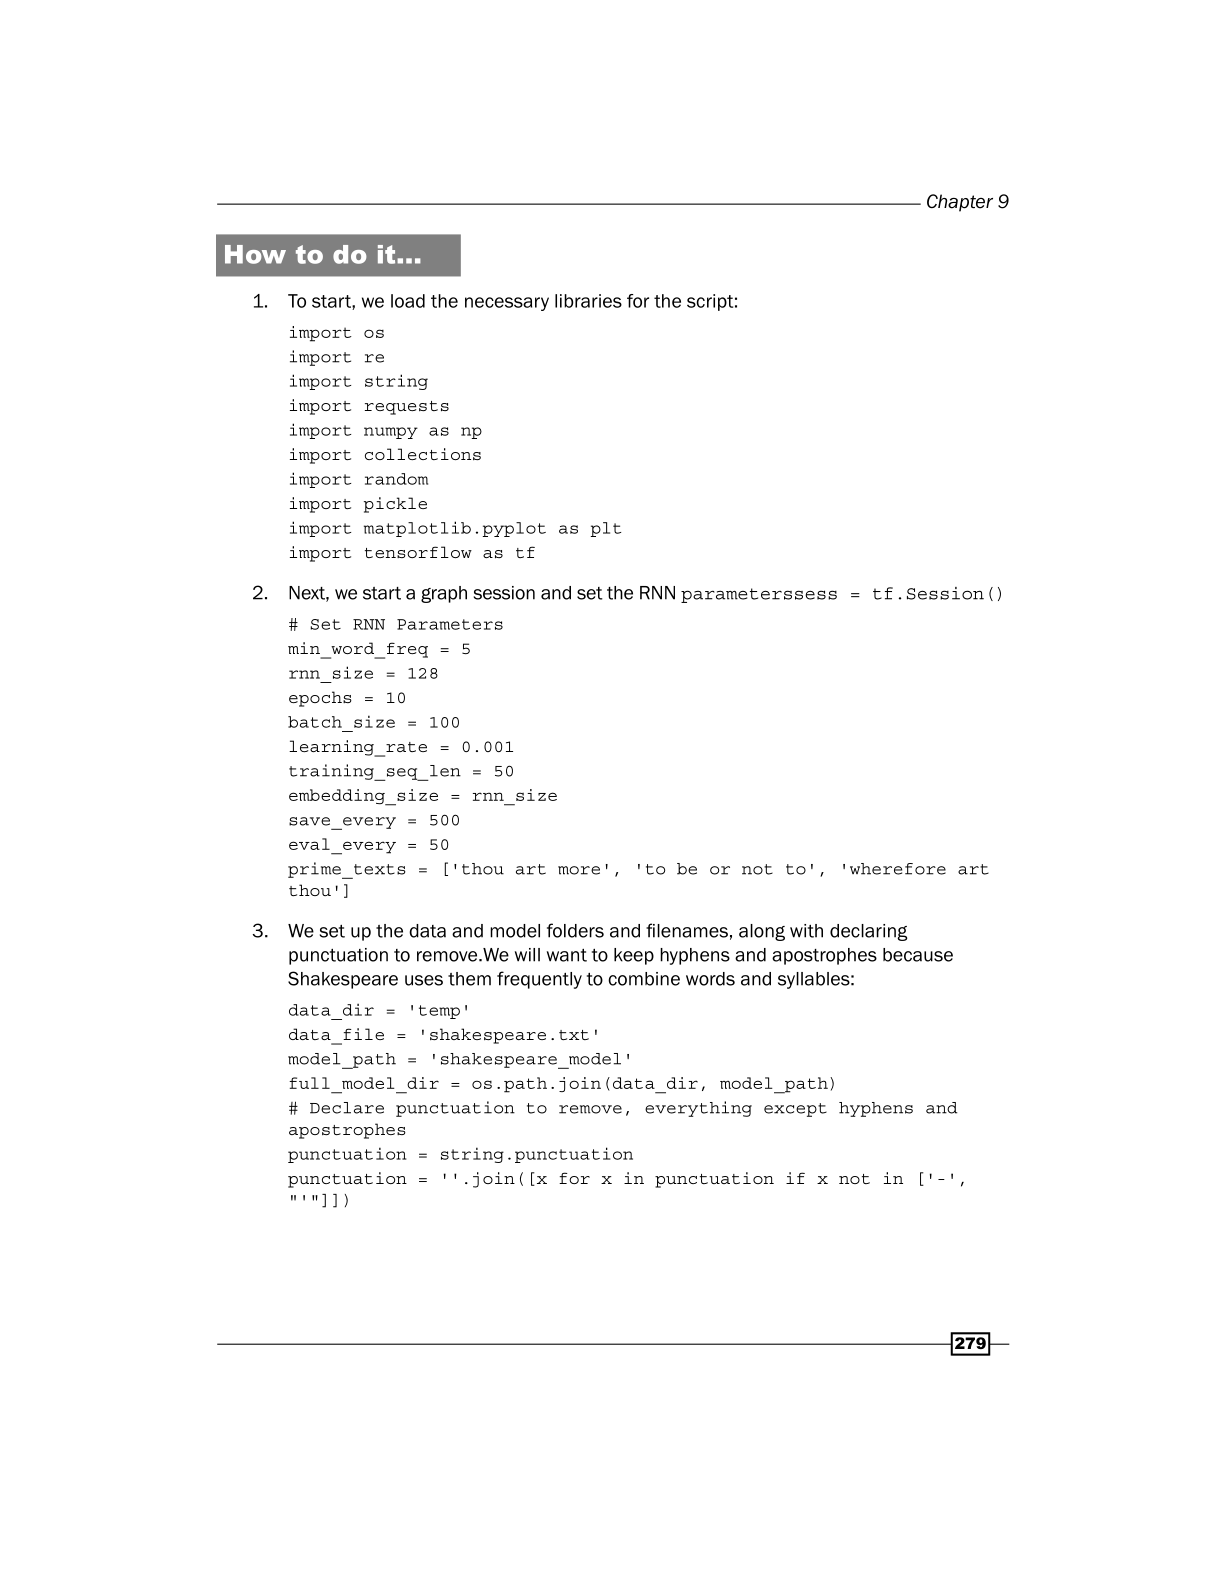 Chapter 9
How to do it…
1. To start, we load the necessary libraries for the script:
import os
import re
import string
import requests
import numpy as np
import collections
import random
import pickle
import matplotlib.pyplot as plt
import tensorflow as tf
2. Next, we start a graph session and set the RNN parameterssess = tf.Session()
# Set RNN Parameters
min_word_freq = 5
rnn_size = 128
epochs = 10
batch_size = 100
learning_rate = 0.001
training_seq_len = 50
embedding_size = rnn_size
save_every = 500
eval_every = 50
prime_texts = ['thou art more', 'to be or not to', 'wherefore art
thou']
3. We set up the data and model folders and filenames, along with declaring
punctuation to remove.We will want to keep hyphens and apostrophes because
Shakespeare uses them frequently to combine words and syllables:
data_dir = 'temp'
data_file = 'shakespeare.txt'
model_path = 'shakespeare_model'
full_model_dir = os.path.join(data_dir, model_path)
# Declare punctuation to remove, everything except hyphens and
apostrophes
punctuation = string.punctuation
punctuation = ''.join([x for x in punctuation if x not in ['-',
"'"]])
279